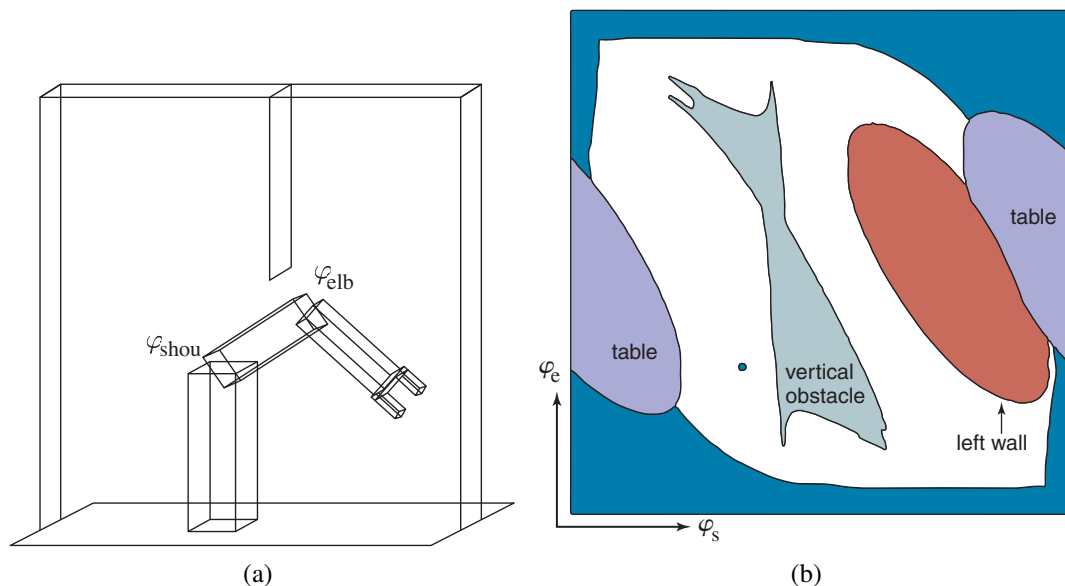 φelb
φshou
(a)
table
table
vertical
obstacle
left wall
φe
φs
(b)